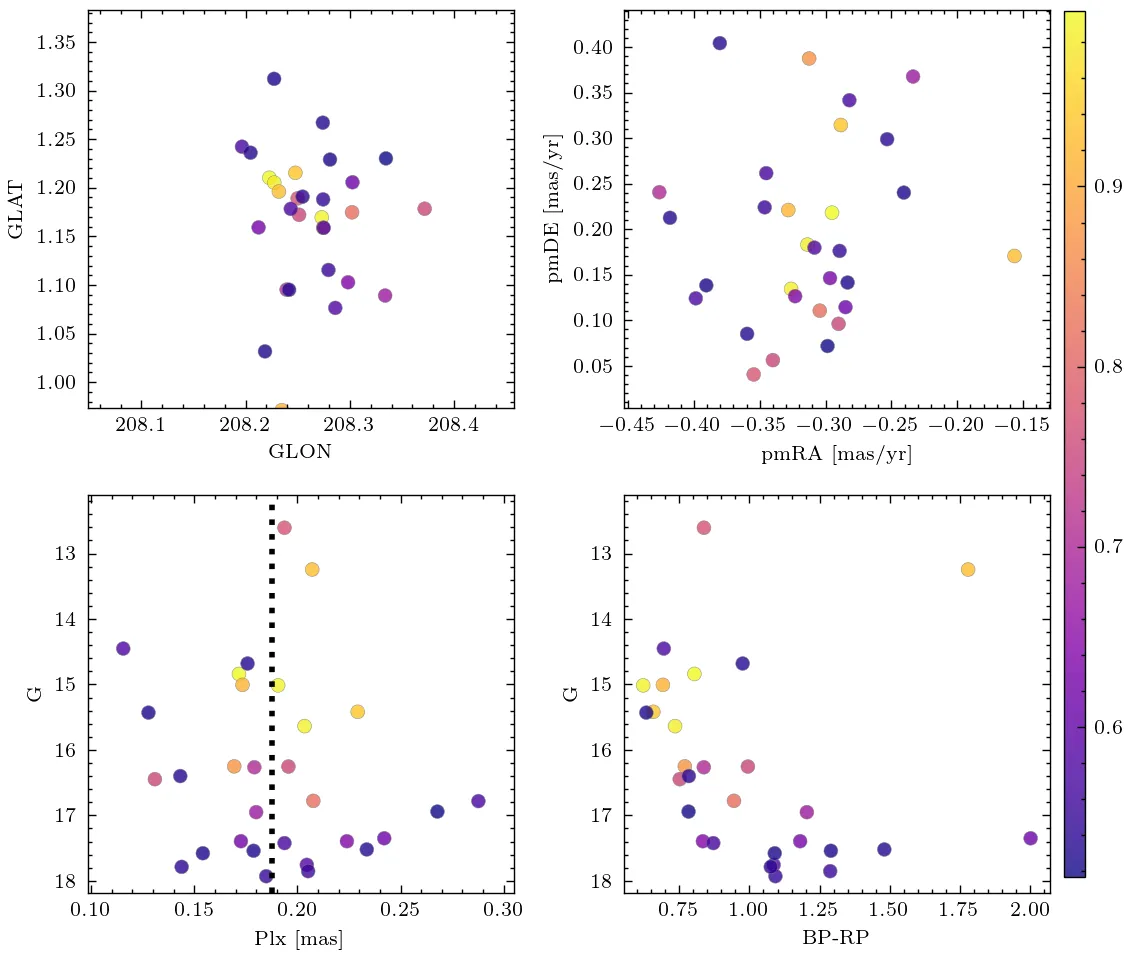 1.35
1.30
1.25
1.20
1.15
1.10
1.05
1.00
GLAT
208.1 208.2 208.3 208.4
GLON
0.40
0.35
0.30
0.25
0.20
0.15
0.10
0.05
pmDE [mas/yr]
−0.45 −0.40 −0.35 −0.30 −0.25 −0.20 −0.15
pmRA [mas/yr]
0.9
0.8
0.7
0.6
13
14
15
16
17
18
G
0.10 0.15 0.20 0.25 0.30
Plx [mas]
13
14
15
16
17
18
G
0.75 1.00 1.25 1.50 1.75 2.00
BP-RP